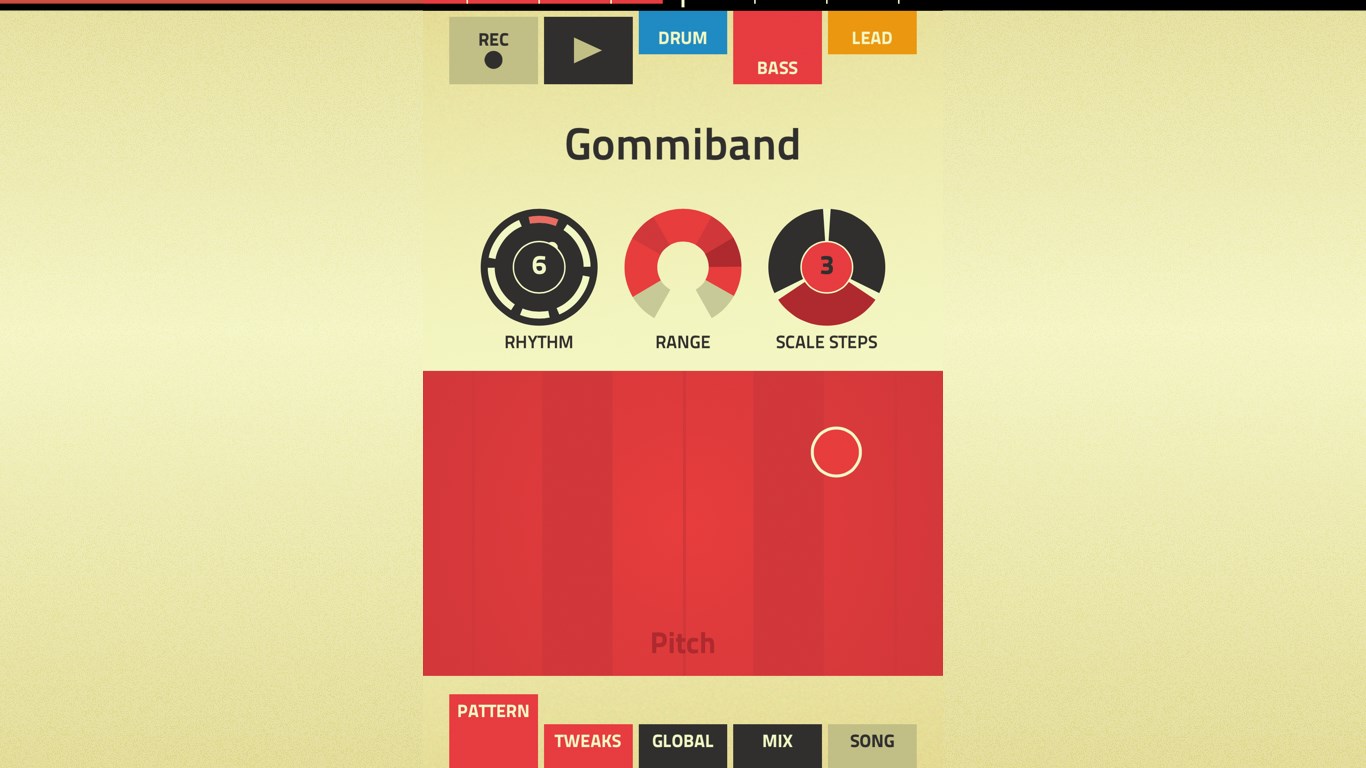 REC
DRUM
BASS
LEAD
Gommiband
6
3
RHYTHM
RANGE
SCALE STEPS
Pitch
PATTERN
TWEAKS
GLOBAL
MIX
SONG